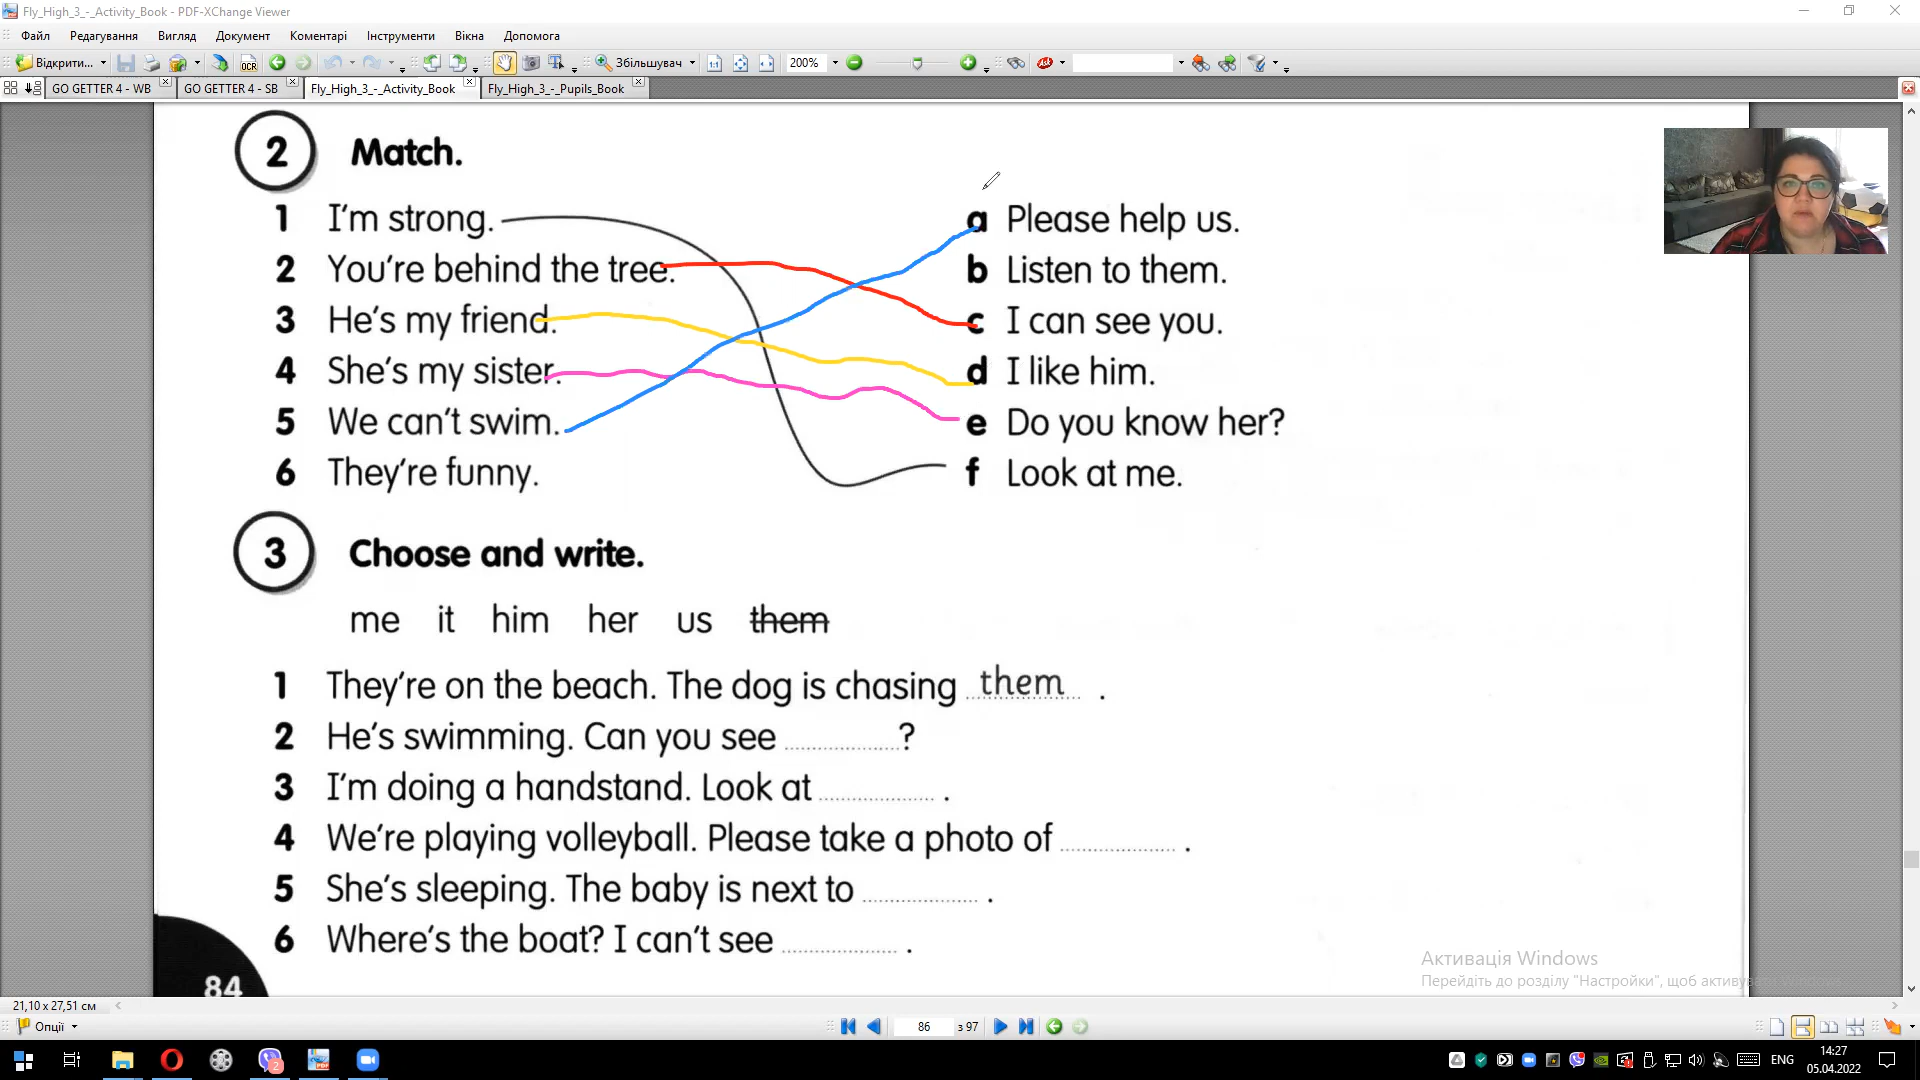 Fly_High_3_-_Activity_Book - PDF-XChange Viewer
Файл Редагування Вигляд Документ Коментарі Інструменти Вікна Допомога
Відкрити... OCR Збільшувач 200% Ask
GO GETTER 4 - WB GO GETTER 4 - SB Fly_High_3_-_Activity_Book Fly_High_3_-_Pupils_Book
2 Match.
1 I'm strong. a Please help us.
2 You're behind the tree. b Listen to them.
3 He's my friend. c I can see you.
4 She's my sister. d I like him.
5 We can't swim. e Do you know her?
6 They're funny. f Look at me.
3 Choose and write.
me it him her us them
1 They're on the beach. The dog is chasing them .
2 He's swimming. Can you see ?
3 I'm doing a handstand. Look at .
4 We're playing volleyball. Please take a photo of .
5 She's sleeping. The baby is next to .
6 Where's the boat? I can't see .
84
Активація Windows
Перейдіть до розділу "Настройки", щоб активувати Windows.
21,10 x 27,51 см
Опції 86 з 97
2 PDF ENG 14:27
05.04.2022